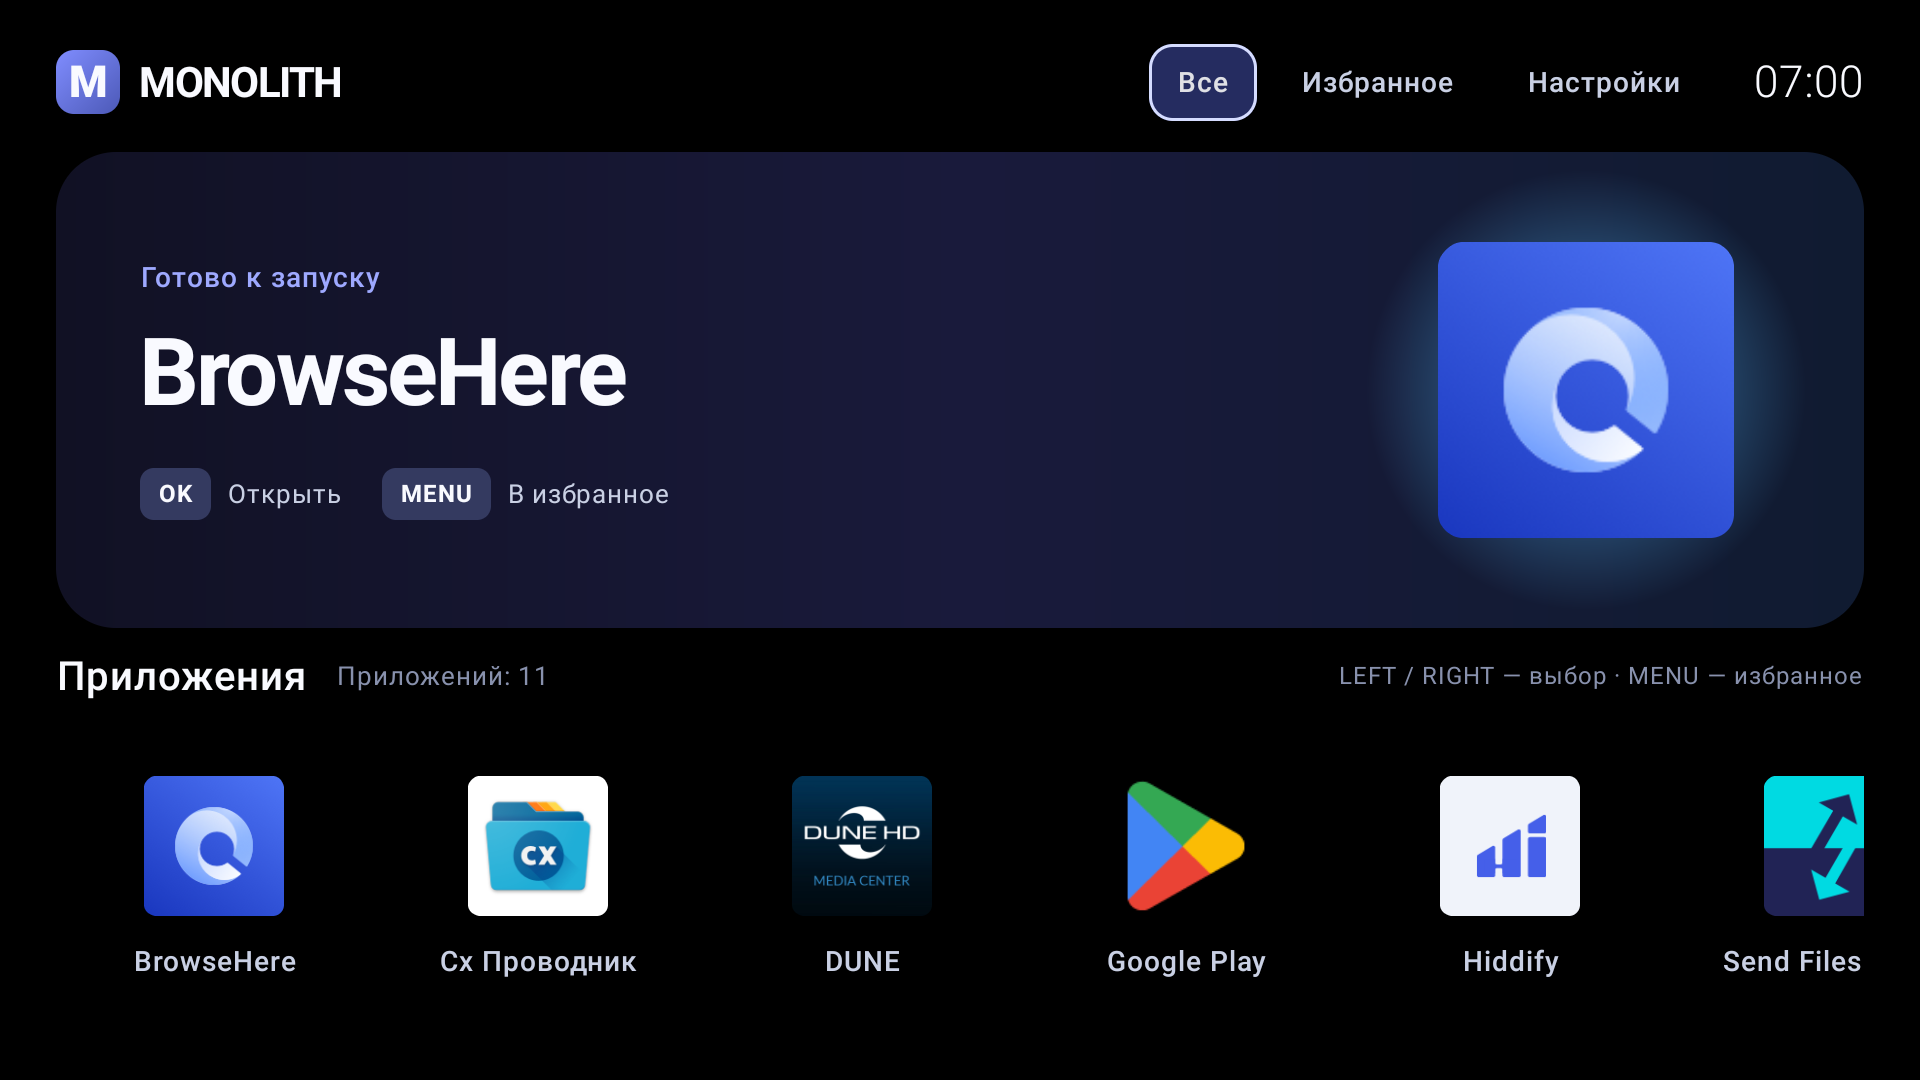 M MONOLITH
Все Избранное Настройки 07:00
Готово к запуску
BrowseHere
OK Открыть MENU В избранное
Приложения Приложений: 11
LEFT / RIGHT — выбор · MENU — избранное
cx
DUNE HD
MEDIA CENTER
BrowseHere
Cx Проводник
DUNE
Google Play
Hiddify
Send Files